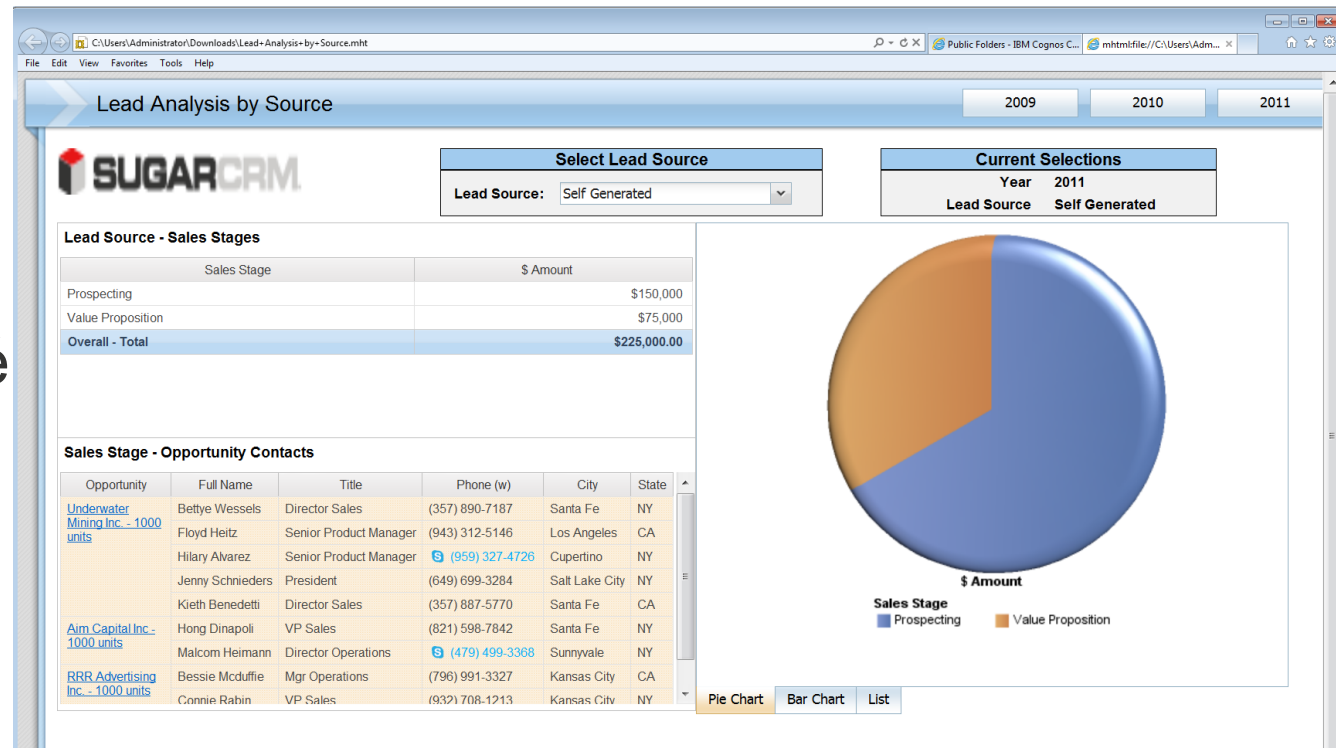 C:\Users\Administrator\Downloads\Lead+Analysis+by+Source.mht
Public Folders - IBM Cognos C...
mhtml:file://C:\Users\Adm...
File Edit View Favorites Tools Help
Lead Analysis by Source
2009 2010 2011
SUGARCRM.
Select Lead Source
Lead Source: Self Generated
Current Selections
Year 2011
Lead Source Self Generated
Lead Source - Sales Stages
Sales Stage $ Amount
Prospecting $150,000
Value Proposition $75,000
Overall - Total $225,000.00
e
Sales Stage - Opportunity Contacts
Opportunity Full Name Title Phone (w) City State
Underwater Bettye Wessels Director Sales (357) 890-7187 Santa Fe NY
Mining Inc. - 1000
units Floyd Heitz Senior Product Manager (943) 312-5146 Los Angeles CA
Hilary Alvarez Senior Product Manager (959) 327-4726 Cupertino NY
Jenny Schnieders President (649) 699-3284 Salt Lake City NY
Kieth Benedetti Director Sales (357) 887-5770 Santa Fe CA
Aim Capital Inc - Hong Dinapoli VP Sales (821) 598-7842 Santa Fe NY
1000 units Malcom Heimann Director Operations (479) 499-3368 Sunnyvale NY
RRR Advertising Bessie Mcduffie Mgr Operations (796) 991-3327 Kansas City CA
Inc. - 1000 units Connie Rabin VP Sales (932) 708-1213 Kansas City NY
$ Amount
Sales Stage
Prospecting Value Proposition
Pie Chart Bar Chart List